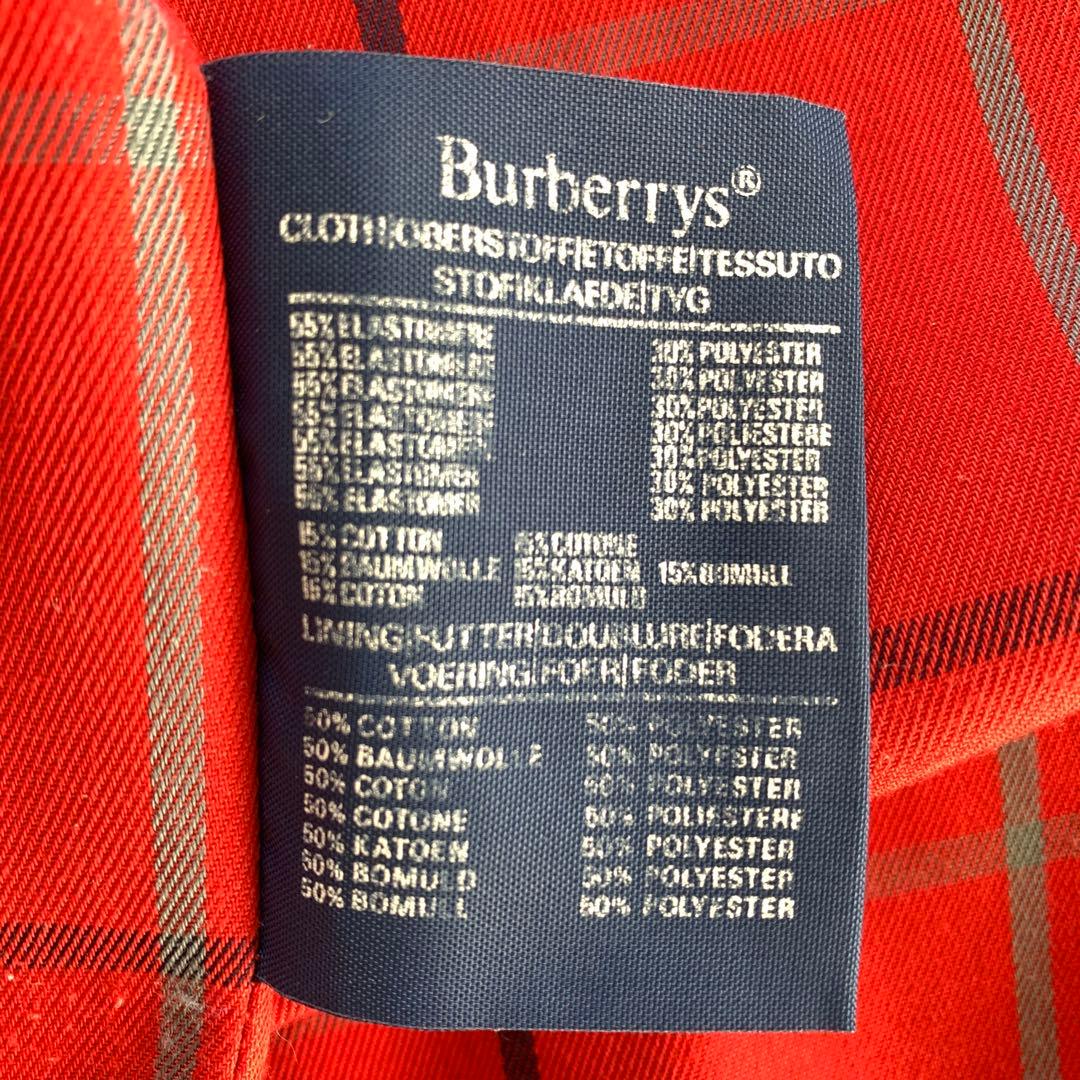 Burberrys®
CLOTH|OBERSTOFF|ETOFFE|TESSUTO
STOF|KLAEDE|TYG
55% ELASTOMERE 30% POLYESTER
55% ELASTOMERE 30% POLYESTER
55% ELASTOMERE 30% POLYESTER
55% ELASTOMERE 30% POLIESTERE
55% ELASTOMER 30% POLYESTER
55% ELASTOMER 30% POLYESTER
55% ELASTOMER 30% POLYESTER
15% COTTON 15% COTONE
15% BAUMWOLLE 15% KATOEN 15% BOMULL
15% COTON 15% BOMULD
LINING|FUTTER|DOUBLURE|FODERA
VOERING|FOER|FODER
50% COTTON 50% POLYESTER
50% BAUMWOLLE 50% POLYESTER
50% COTON 50% POLYESTER
50% COTONE 50% POLIESTERE
50% KATOEN 50% POLYESTER
50% BOMULD 50% POLYESTER
50% BOMULL 50% POLYESTER